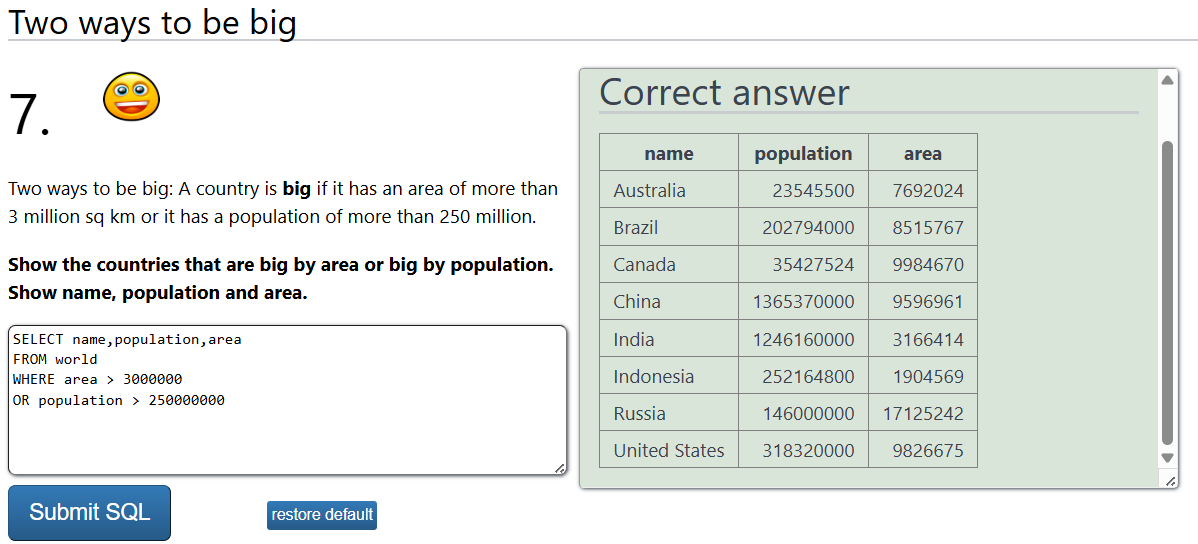 Two ways to be big
7.
Two ways to be big: A country is big if it has an area of more than
3 million sq km or it has a population of more than 250 million.
Show the countries that are big by area or big by population.
Show name, population and area.
SELECT name,population,area
FROM world
WHERE area > 3000000
OR population > 250000000
Submit SQL
restore default
Correct answer
name population area
Australia 23545500 7692024
Brazil 202794000 8515767
Canada 35427524 9984670
China 1365370000 9596961
India 1246160000 3166414
Indonesia 252164800 1904569
Russia 146000000 17125242
United States 318320000 9826675